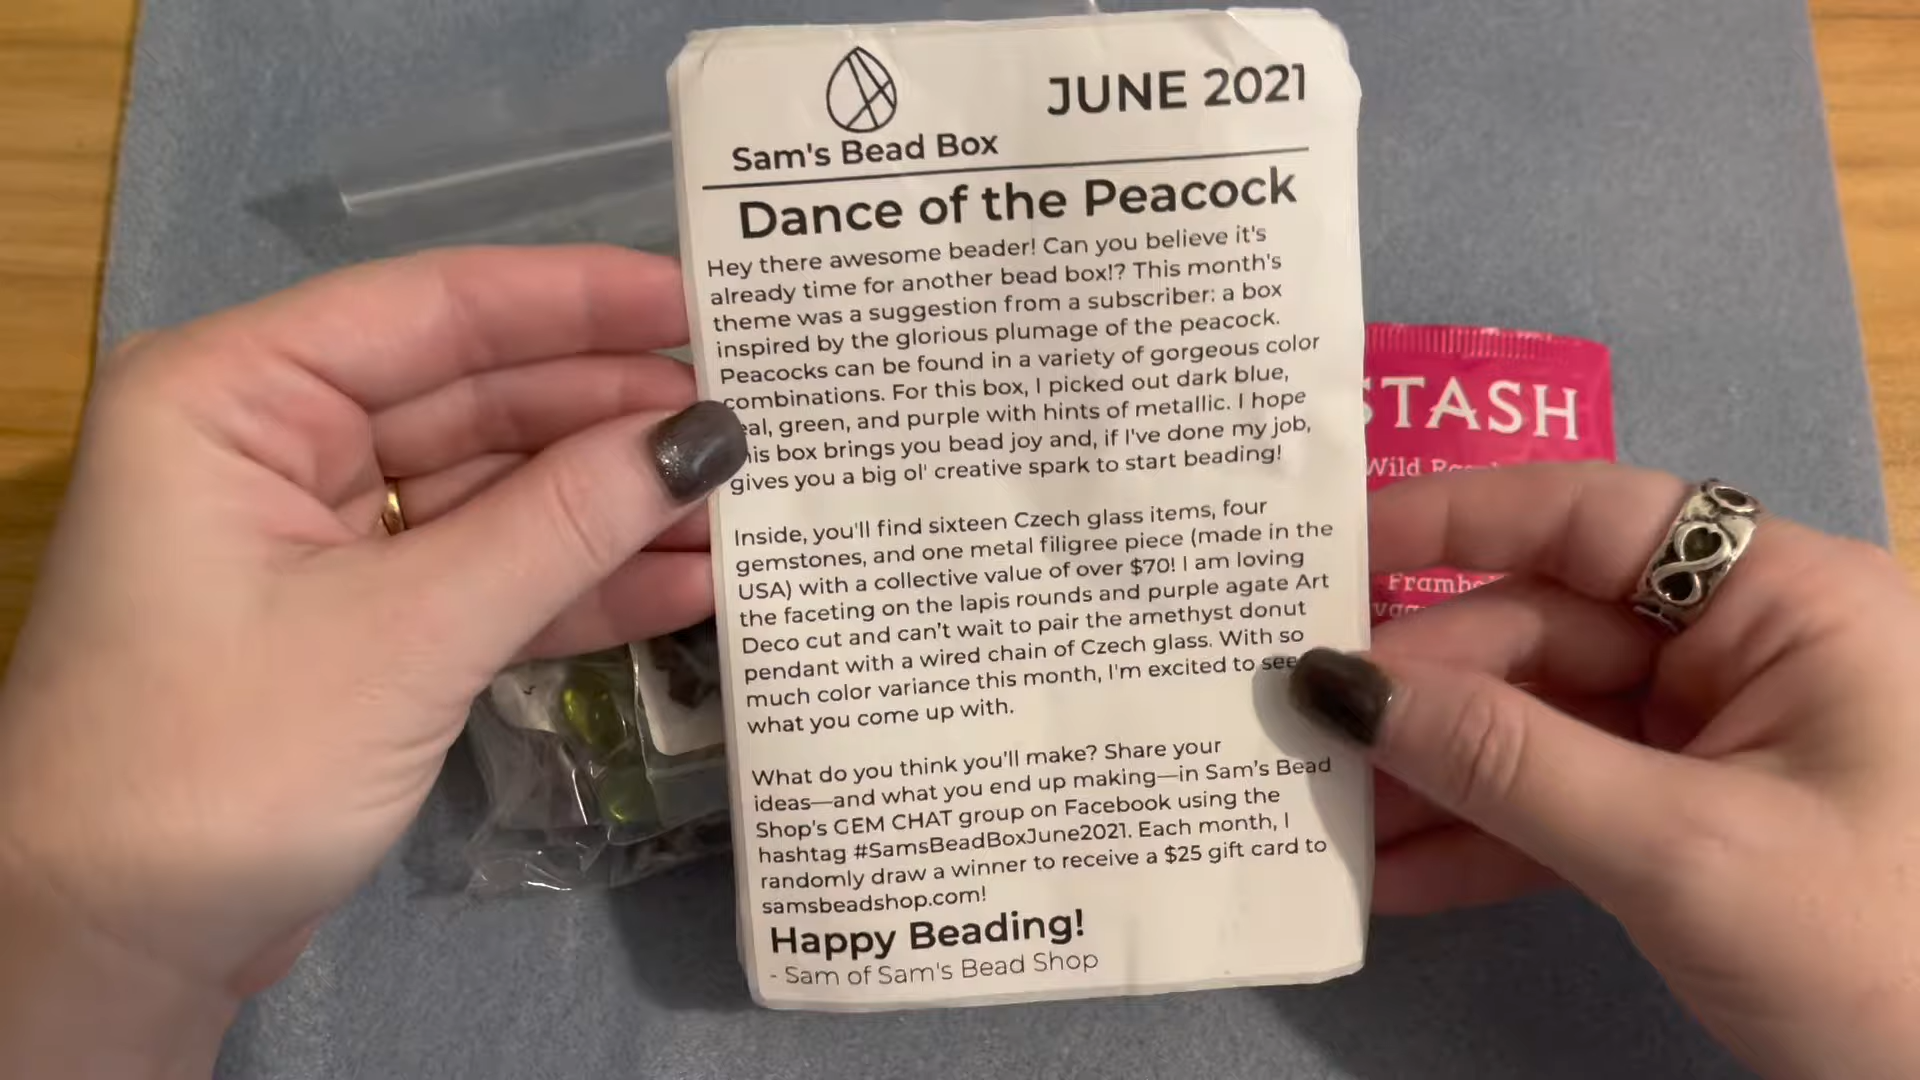 JUNE 2021
Sam's Bead Box
Dance of the Peacock
Hey there awesome beader! Can you believe it's
already time for another bead box!? This month's
theme was a suggestion from a subscriber: a box
inspired by the glorious plumage of the peacock.
Peacocks can be found in a variety of gorgeous color
combinations. For this box, I picked out dark blue,
green, and purple with hints of metallic. I hope
box brings you bead joy and, if I've done my job,
gives you a big ol' creative spark to start beading!
Inside, you'll find sixteen Czech glass items, four
gemstones, and one metal filigree piece (made in the
USA) with a collective value of over $70! I am loving
the faceting on the lapis rounds and purple agate Art
Deco cut and can't wait to pair the amethyst donut
pendant with a wired chain of Czech glass. With so
much color variance this month, I'm excited to see
what you come up with.
What do you think you'll make? Share your
ideas—and what you end up making—in Sam's Bead
Shop's GEM CHAT group on Facebook using the
hashtag #SamsBeadBoxJune2021. Each month, I
randomly draw a winner to receive a $25 gift card to
samsbeadshop.com!
Happy Beading!
- Sam of Sam's Bead Shop
STASH
Wild